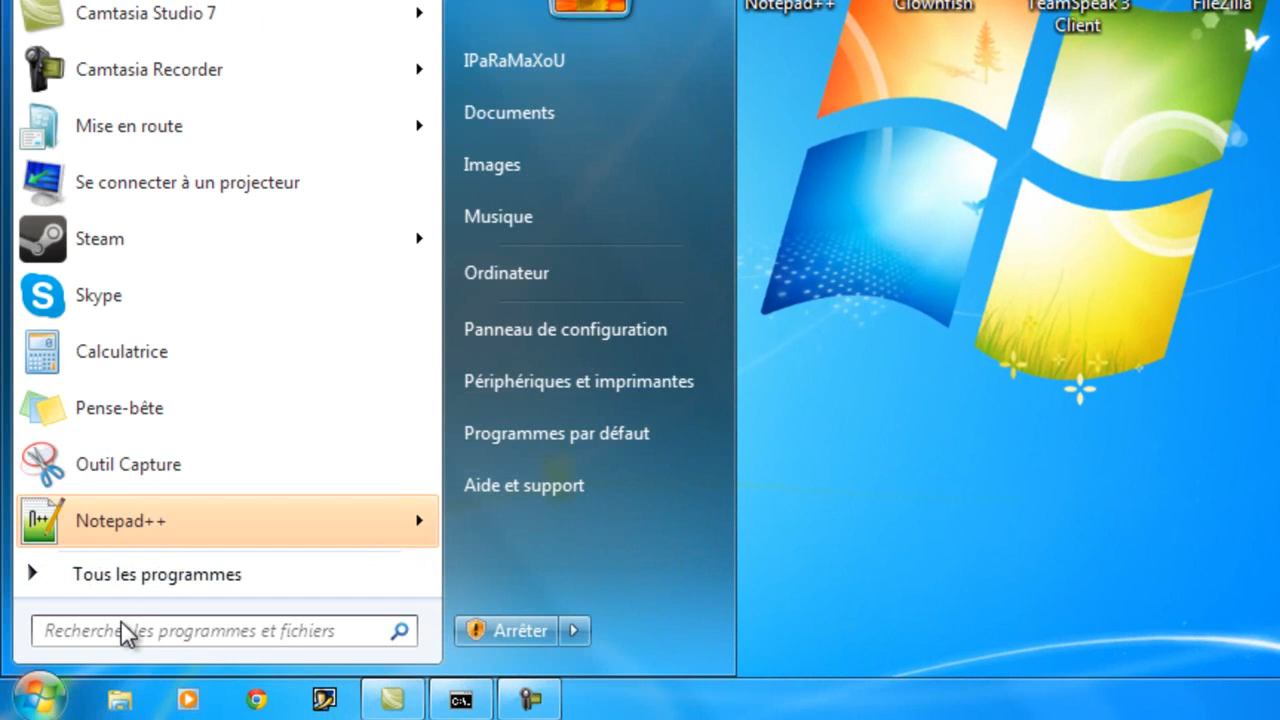 Camtasia Studio 7
Camtasia Recorder
Mise en route
Se connecter à un projecteur
Steam
Skype
Calculatrice
Pense-bête
Outil Capture
Notepad++
Tous les programmes
Rechercher les programmes et fichiers
IPaRaMaXoU
Documents
Images
Musique
Ordinateur
Panneau de configuration
Périphériques et imprimantes
Programmes par défaut
Aide et support
Arrêter
Notepad++
Clownfish
TeamSpeak 3
Client
FileZilla
C:\.